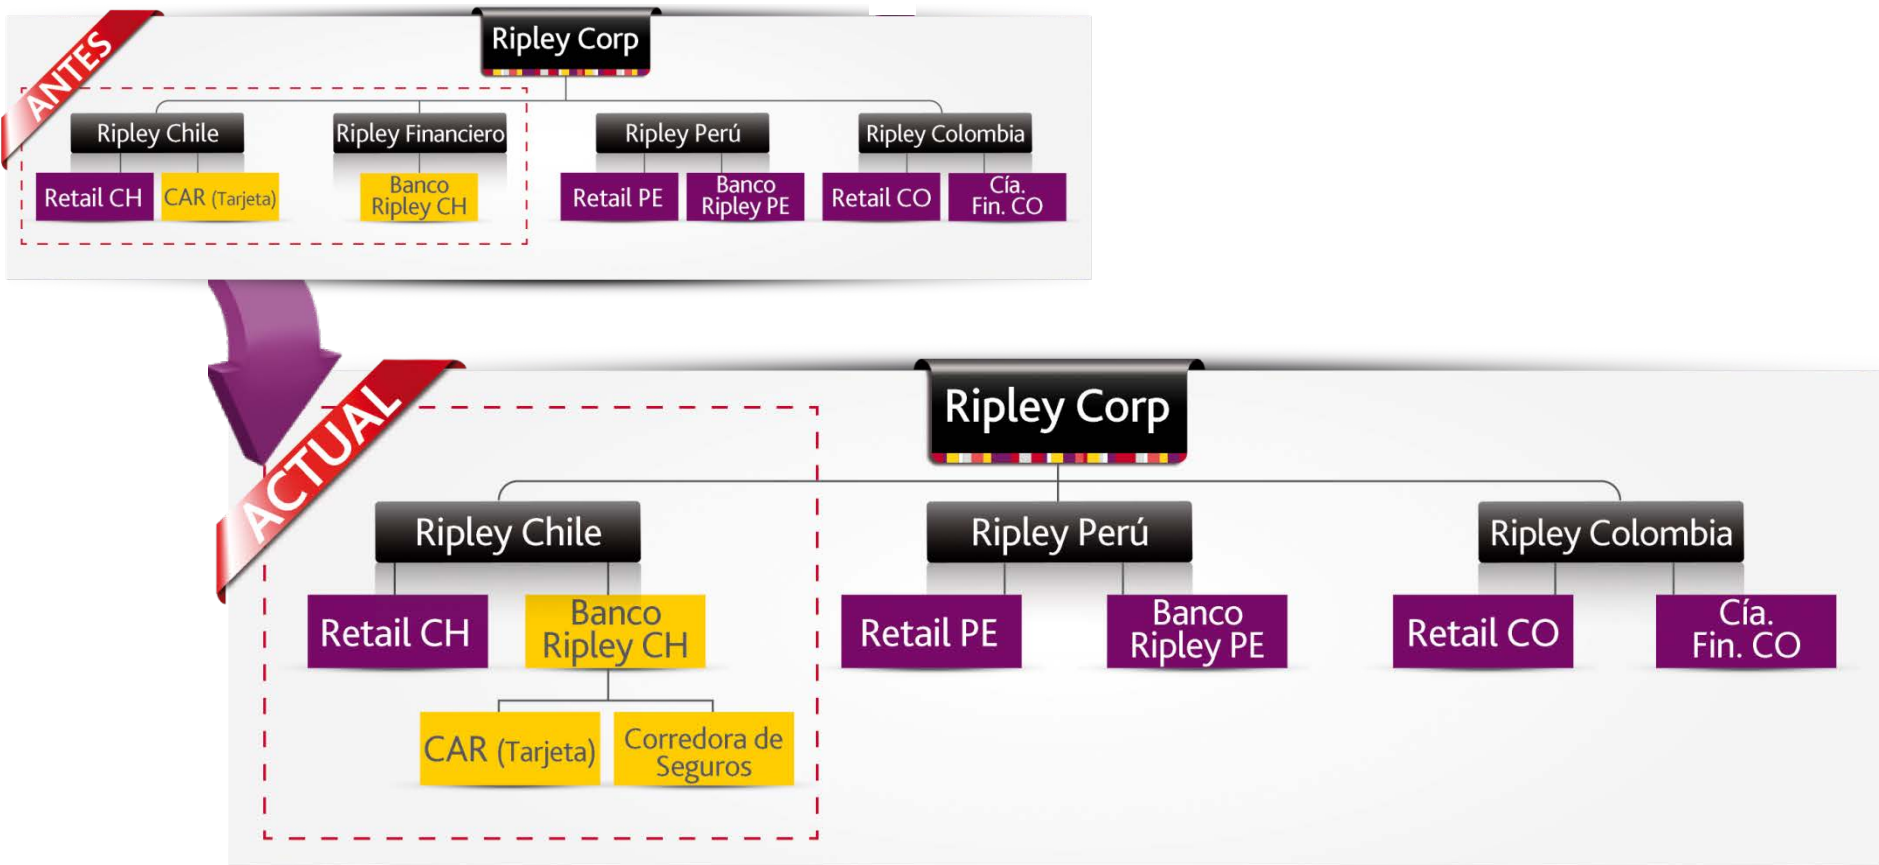 ANTES
Ripley Corp
Ripley Chile
Ripley Financiero
Ripley Perú
Ripley Colombia
Retail CH
CAR (Tarjeta)
Banco
Ripley CH
Retail PE
Banco
Ripley PE
Retail CO
Cía.
Fin. CO
ACTUAL
Ripley Corp
Ripley Chile
Ripley Perú
Ripley Colombia
Retail CH
Banco
Ripley CH
Retail PE
Banco
Ripley PE
Retail CO
Cía.
Fin. CO
CAR (Tarjeta)
Corredora de
Seguros